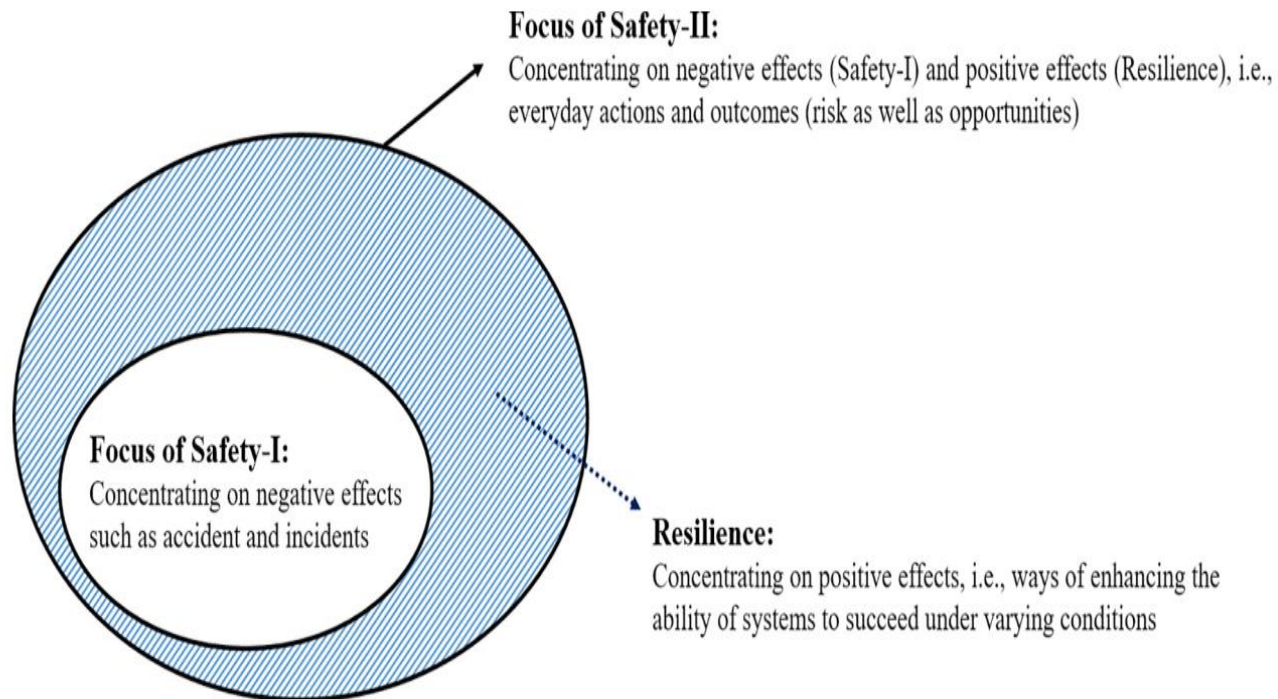 Focus of Safety-II:
Concentrating on negative effects (Safety-I) and positive effects (Resilience), i.e.,
everyday actions and outcomes (risk as well as opportunities)
Focus of Safety-I:
Concentrating on negative effects
such as accident and incidents
Resilience:
Concentrating on positive effects, i.e., ways of enhancing the
ability of systems to succeed under varying conditions